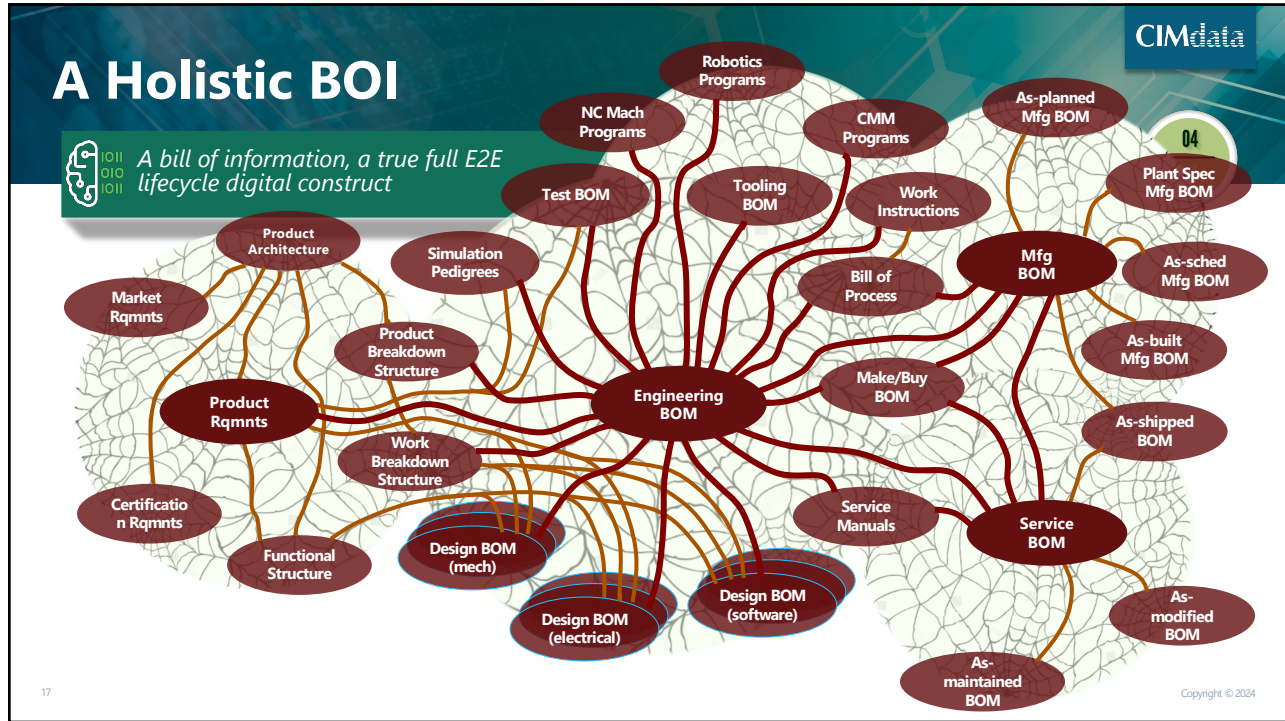 CIMdata
A Holistic BOI
04
IOII
OIO
IOII
A bill of information, a true full E2E
lifecycle digital construct
Robotics
Programs
NC Mach
Programs
CMM
Programs
As-planned
Mfg BOM
Plant Spec
Mfg BOM
Test BOM
Tooling
BOM
Work
Instructions
Product
Architecture
Simulation
Pedigrees
Mfg
BOM
As-sched
Mfg BOM
Bill of
Process
Market
Rqmnts
Product
Breakdown
Structure
As-built
Mfg BOM
Make/Buy
BOM
Engineering
BOM
Product
Rqmnts
As-shipped
BOM
Work
Breakdown
Structure
Certificatio
n Rqmnts
Service
Manuals
Service
BOM
Functional
Structure
Design BOM
(mech)
Design BOM
(electrical)
Design BOM
(software)
As-
modified
BOM
As-
maintained
BOM
17
Copyright © 2024